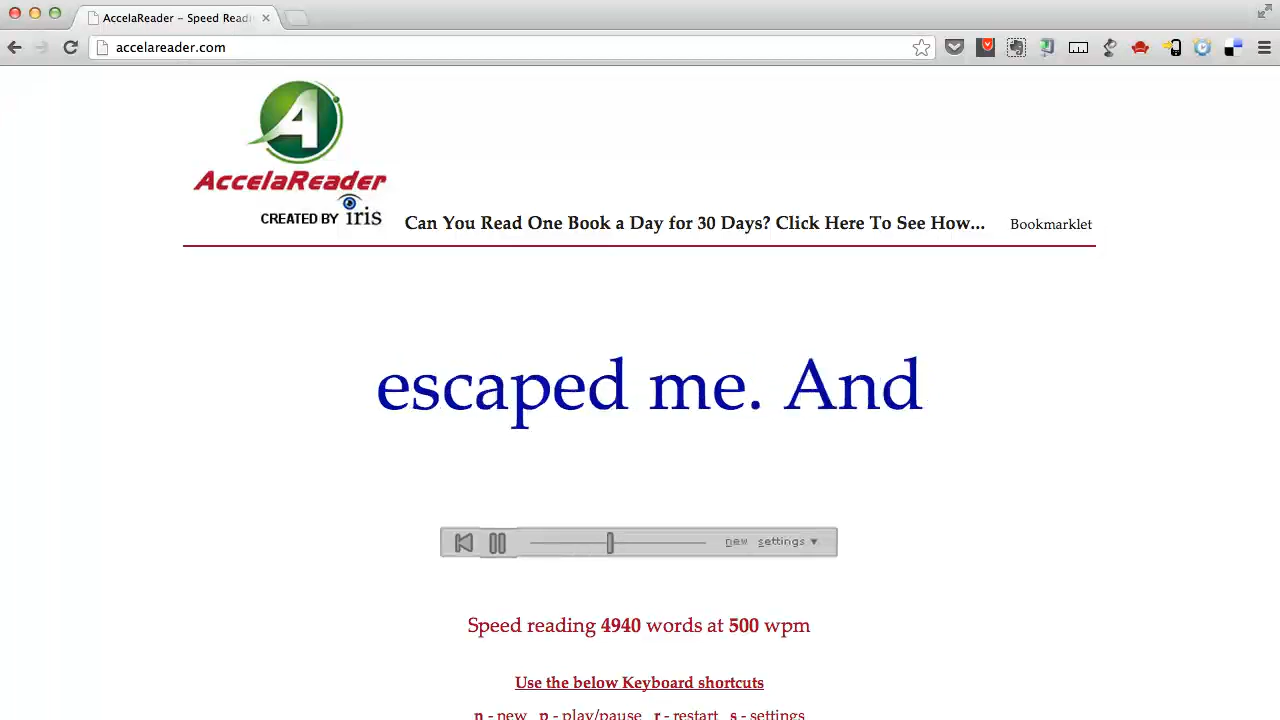 AccelaReader – Speed Readi
accelareader.com
A
AccelaReader
CREATED BY iris
Can You Read One Book a Day for 30 Days? Click Here To See How...
Bookmarklet
escaped me. And
new settings ▼
Speed reading 4940 words at 500 wpm
Use the below Keyboard shortcuts
n - new p - play/pause r - restart s - settings